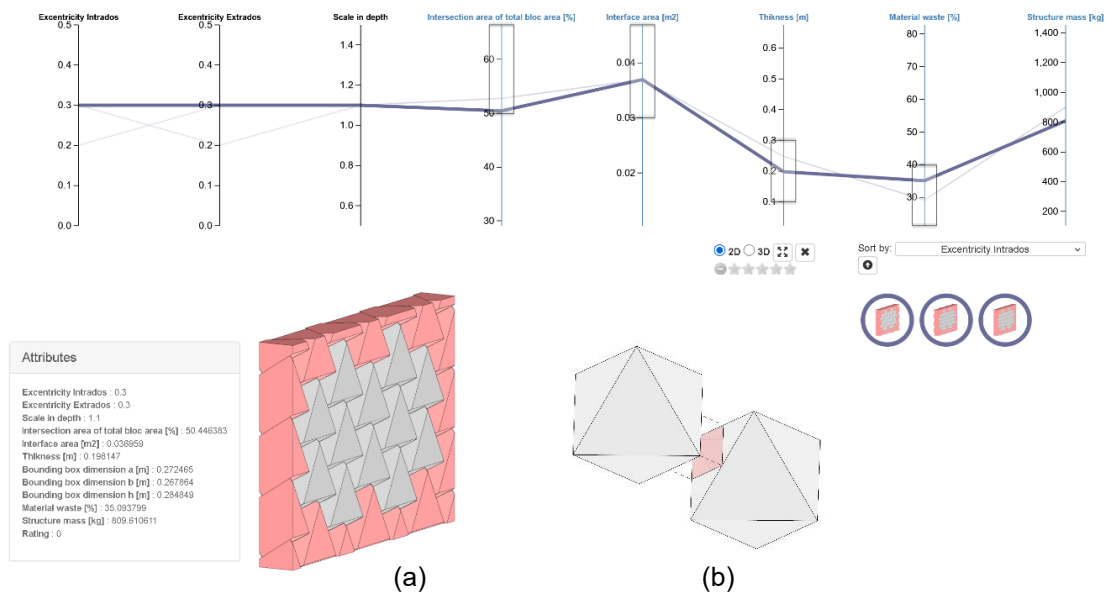 Excentricity Intrados Excentricity Extrados Scale in depth Intersection area of total bloc area [%] Interface area [m2] Thikness [m] Material waste [%] Structure mass [kg]
0.5 0.5 1.4 60 0.04 0.6 80 1,400
0.4 0.4 1.2 50 0.03 0.5 70 1,200
0.3 0.3 1.0 40 0.02 0.4 60 1,000
0.2 0.2 0.8 30 0.3 50 800
0.1 0.1 0.6 0.2 40 600
0.0 0.0 0.1 30 400
200
2D 3D
Sort by: Excentricity Intrados
Attributes
Excentricity Intrados : 0.3
Excentricity Extrados : 0.3
Scale in depth : 1.1
Intersection area of total bloc area [%] : 50.446383
Interface area [m2] : 0.036959
Thikness [m] : 0.198147
Bounding box dimension a [m] : 0.272465
Bounding box dimension b [m] : 0.267864
Bounding box dimension h [m] : 0.284849
Material waste [%] : 35.093799
Structure mass [kg] : 809.610611
Rating : 0
(a) (b)